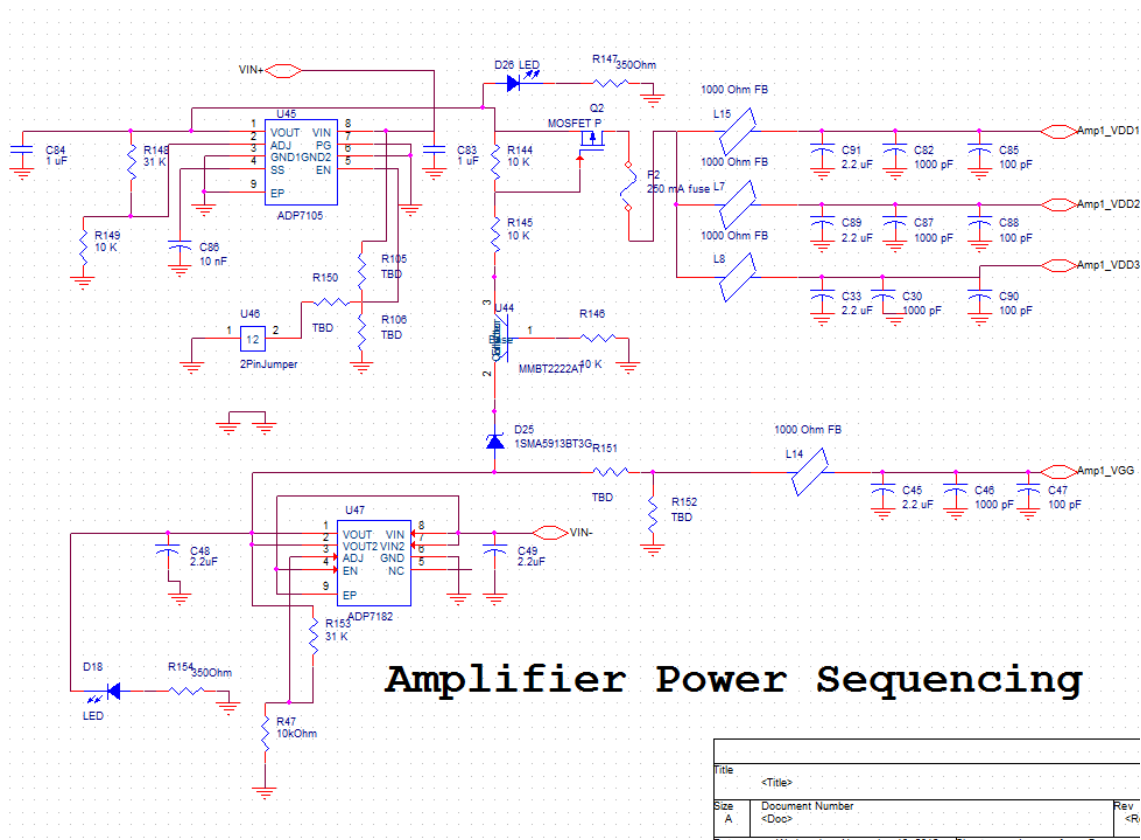 D26 LED
R147
350Ohm
VIN+
Q2
MOSFET P
1000 Ohm FB
L15
U45
1 VOUT VIN 8
2 ADJ PG 7
3 GND1 GND2 6
4 SS EN 5
9 EP
ADP7105
C84
1 uF
R148
31 K
C83
1 uF
R144
10 K
F2
250 mA fuse
C91
2.2 uF
C82
1000 pF
C85
100 pF
Amp1_VDD1
1000 Ohm FB
L7
C89
2.2 uF
C87
1000 pF
C88
100 pF
Amp1_VDD2
R149
10 K
C86
10 nF
R145
10 K
1000 Ohm FB
L8
C33
2.2 uF
C30
1000 pF
C90
100 pF
Amp1_VDD3
R105
TBD
R150
TBD
R106
TBD
U46
1 12 2
2PinJumper
3
U44
1
2
MMBT2222AT
R146
10 K
D25
1SMA5913BT3G
R151
TBD
R152
TBD
1000 Ohm FB
L14
C45
2.2 uF
C46
1000 pF
C47
100 pF
Amp1_VGG
U47
1 VOUT VIN 8
2 VOUT2 VIN2 7
3 ADJ GND 6
4 EN NC 5
9 EP
ADP7182
VIN-
C48
2.2uF
C49
2.2uF
R153
31 K
D18
LED
R154
350Ohm
R47
10kOhm
Amplifier Power Sequencing
Title
<Title>
Size
A
Document Number
<Doc>
Rev